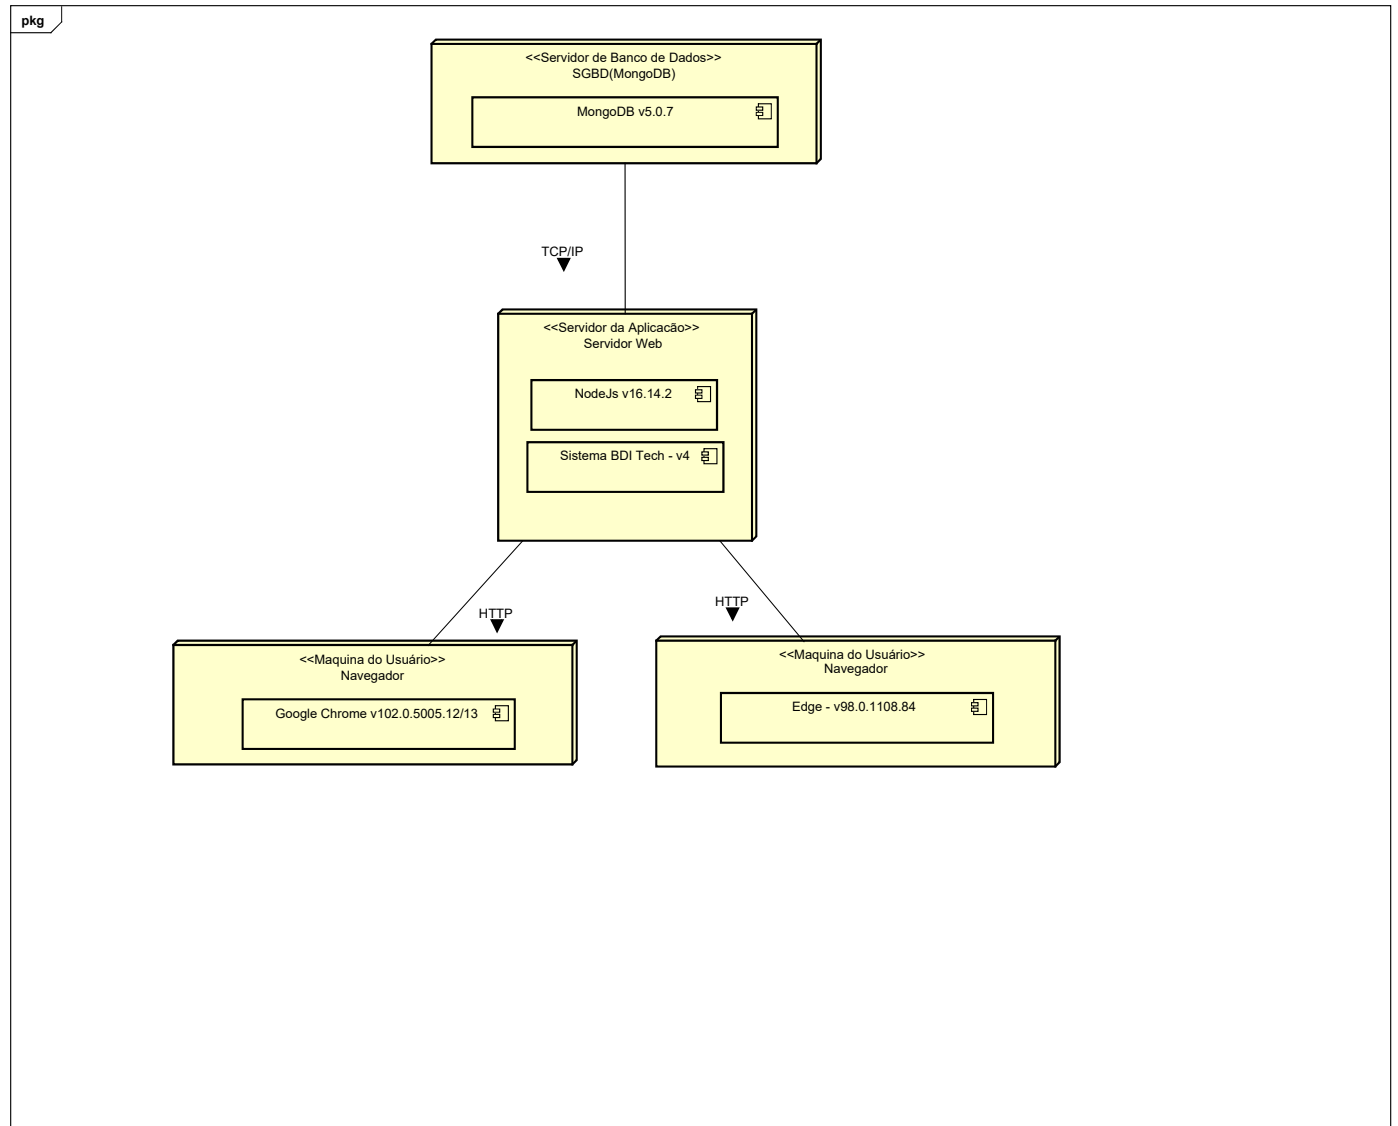 pkg
<<Servidor de Banco de Dados>>
SGBD(MongoDB)
MongoDB v5.0.7
TCP/IP
<<Servidor da Aplicacão>>
Servidor Web
NodeJs v16.14.2
Sistema BDI Tech - v4
HTTP
HTTP
<<Maquina do Usuário>>
Navegador
Google Chrome v102.0.5005.12/13
<<Maquina do Usuário>>
Navegador
Edge - v98.0.1108.84